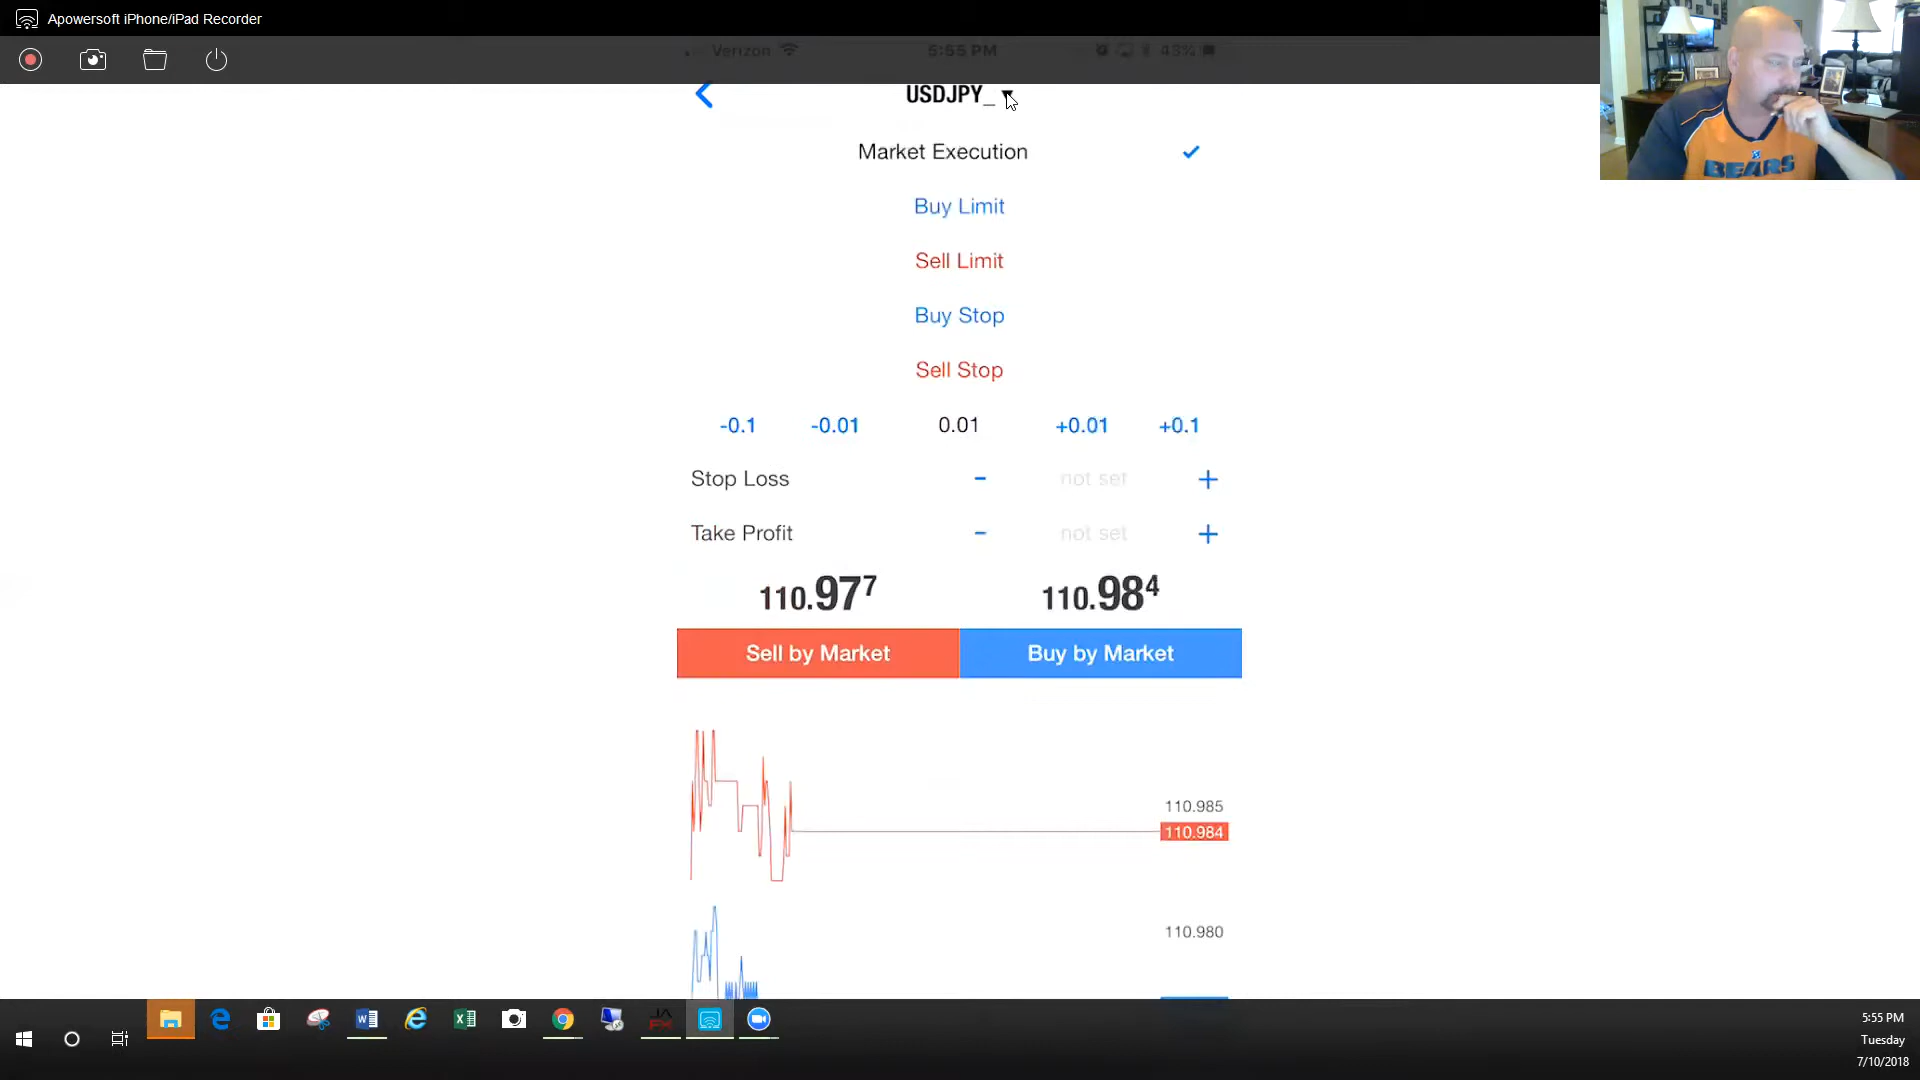 Apowersoft iPhone/iPad Recorder
Verizon 5:55 PM 43%
USDJPY_
Market Execution
Buy Limit
Sell Limit
Buy Stop
Sell Stop
-0.1 -0.01 0.01 +0.01 +0.1
Stop Loss - not set +
Take Profit - not set +
110.977 110.984
Sell by Market Buy by Market
110.985
110.984
110.980
BEARS
JA
FX
5:55 PM
Tuesday
7/10/2018